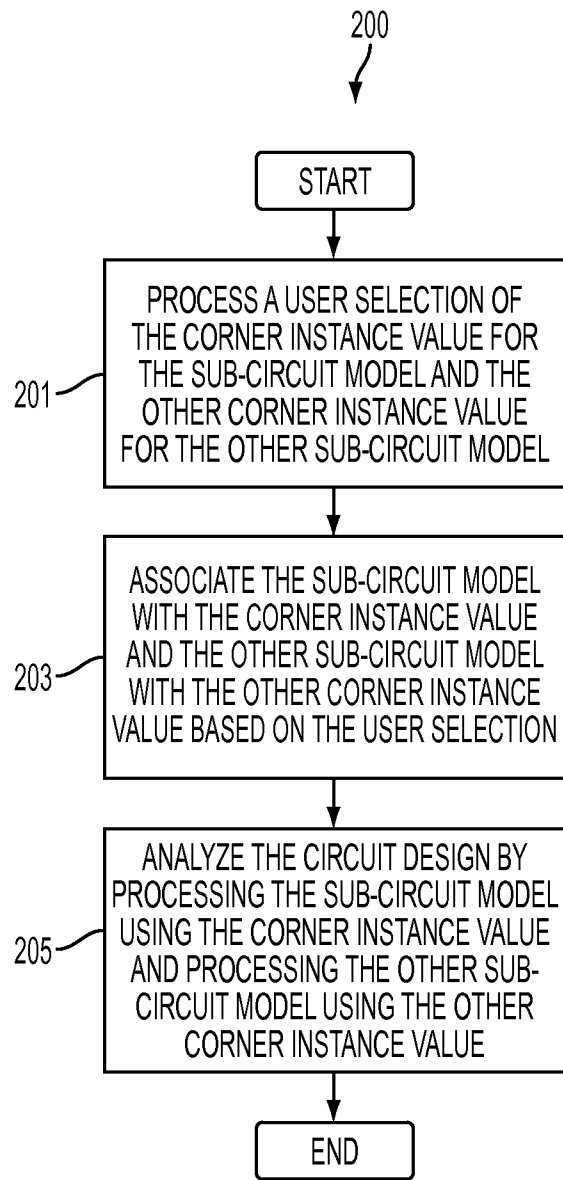 200
START
PROCESS A USER SELECTION OF
THE CORNER INSTANCE VALUE FOR
THE SUB-CIRCUIT MODEL AND THE
OTHER CORNER INSTANCE VALUE
FOR THE OTHER SUB-CIRCUIT MODEL
201
ASSOCIATE THE SUB-CIRCUIT MODEL
WITH THE CORNER INSTANCE VALUE
AND THE OTHER SUB-CIRCUIT MODEL
WITH THE OTHER CORNER INSTANCE
VALUE BASED ON THE USER SELECTION
203
ANALYZE THE CIRCUIT DESIGN BY
PROCESSING THE SUB-CIRCUIT MODEL
USING THE CORNER INSTANCE VALUE
AND PROCESSING THE OTHER SUB-
CIRCUIT MODEL USING THE OTHER
CORNER INSTANCE VALUE
205
END